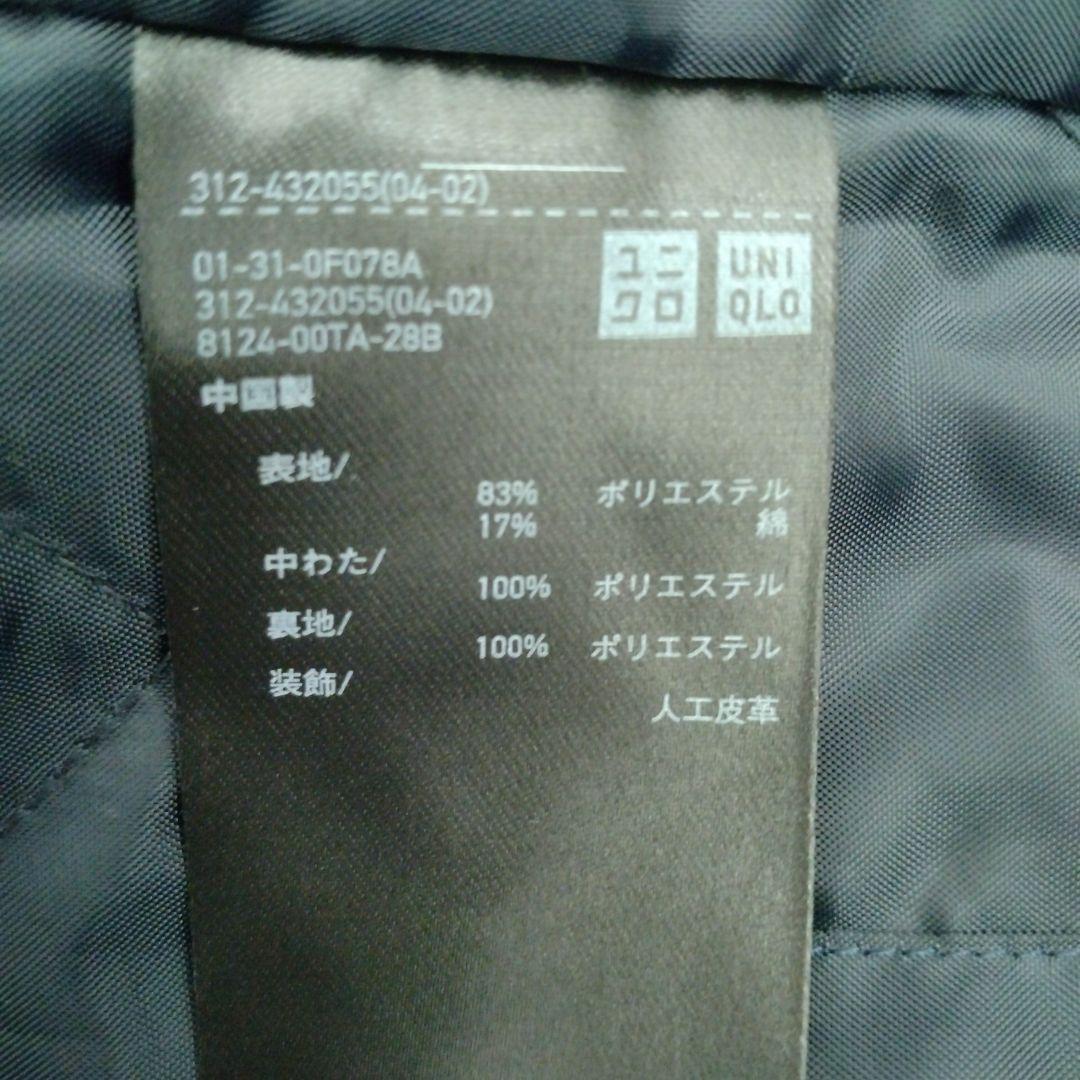 312-432055(04-02)
01-31-0F078A
312-432055(04-02)
8124-00TA-28B
ユニ
クロ
UNI
QLO
中国製
表地/
83% ポリエステル
17% 綿
中わた/
100% ポリエステル
裏地/
100% ポリエステル
装飾/
人工皮革